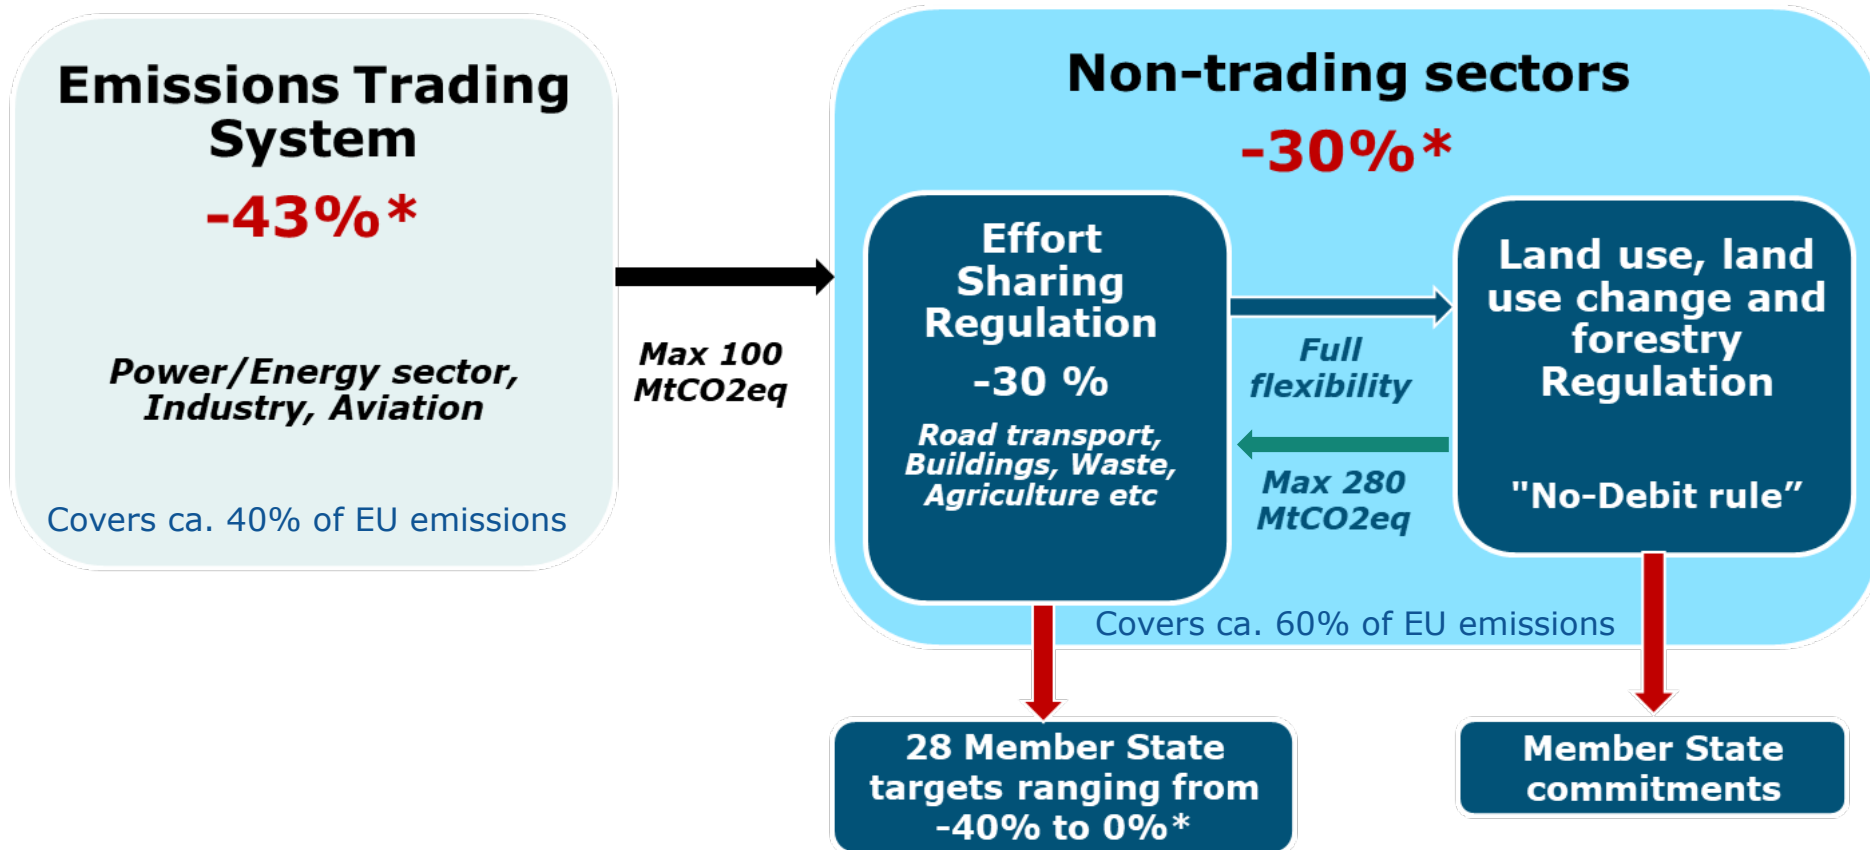 Emissions Trading
System
-43%*
Power/Energy sector,
Industry, Aviation
Covers ca. 40% of EU emissions
Max 100
MtCO2eq
Non-trading sectors
-30%*
Effort
Sharing
Regulation
-30 %
Road transport,
Buildings, Waste,
Agriculture etc
Full
flexibility
Max 280
MtCO2eq
Land use, land
use change and
forestry
Regulation
"No-Debit rule”
Covers ca. 60% of EU emissions
28 Member State
targets ranging from
-40% to 0%*
Member State
commitments